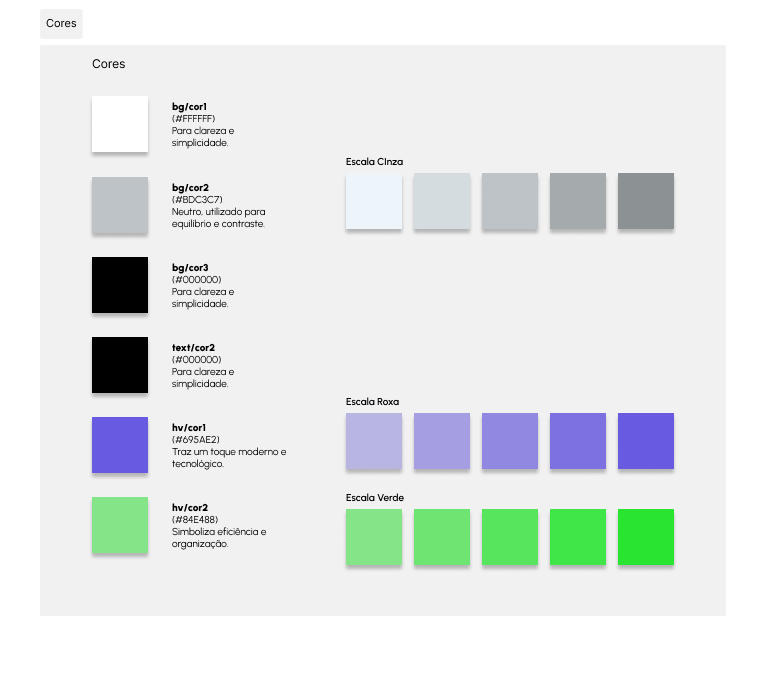 Cores
Cores
bg/cor1
(#FFFFFF)
Para clareza e
simplicidade.
bg/cor2
(#BDC3C7)
Neutro, utilizado para
equilíbrio e contraste.
bg/cor3
(#000000)
Para clareza e
simplicidade.
text/cor2
(#000000)
Para clareza e
simplicidade.
hv/cor1
(#695AE2)
Traz um toque moderno e
tecnológico.
hv/cor2
(#84E488)
Simboliza eficiência e
organização.
Escala CInza
Escala Roxa
Escala Verde